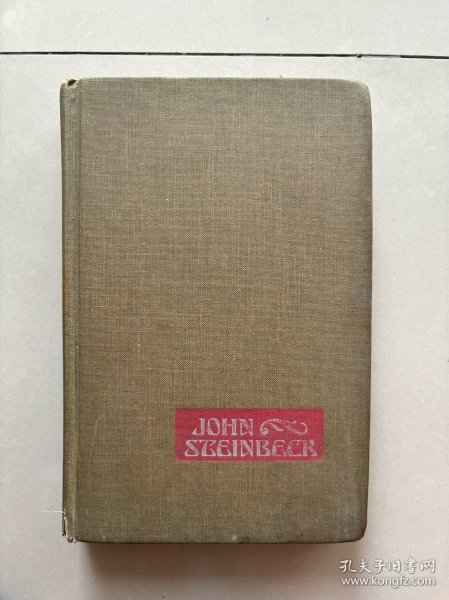 JOHN
STEINBECK
孔夫子旧书网
www.kongfz.com